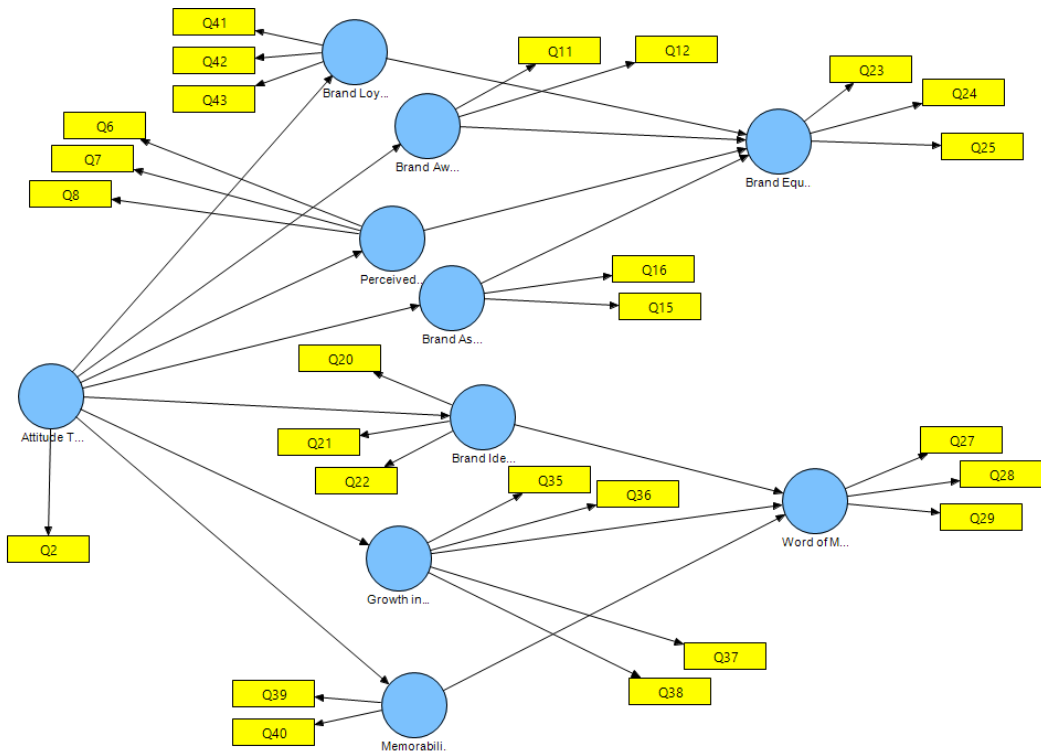 Q41
Q42
Q43
Brand Loy...
Q11
Q12
Brand Aw...
Q23
Q24
Q25
Brand Equ..
Q6
Q7
Q8
Perceived...
Q16
Q15
Brand As...
Attitude T...
Q2
Q20
Q21
Q22
Brand Ide...
Q35
Q36
Growth in...
Q37
Q38
Q27
Q28
Q29
Word of M...
Q39
Q40
Memorabili.